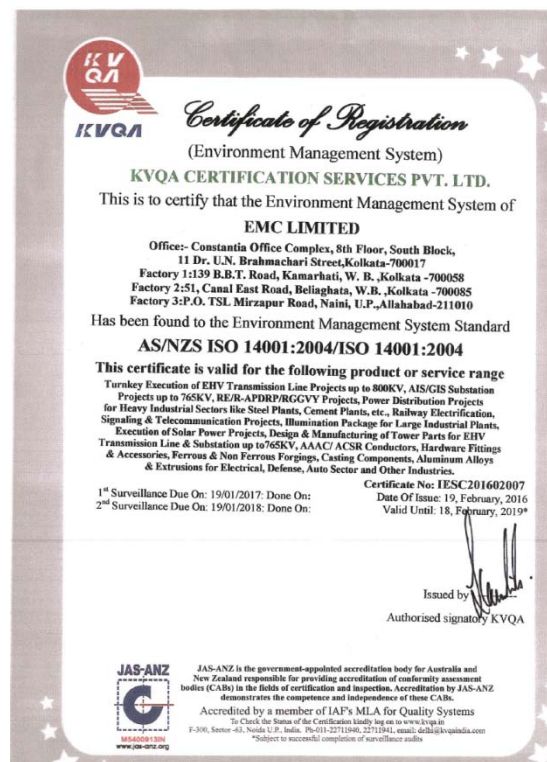 K V
QA
KVQA
Certificate of Registration
(Environment Management System)
KVQA CERTIFICATION SERVICES PVT. LTD.
This is to certify that the Environment Management System of
EMC LIMITED
Office:- Constantia Office Complex, 8th Floor, South Block,
11 Dr. U.N. Brahmachari Street,Kolkata-700017
Factory 1:139 B.B.T. Road, Kamarhati, W. B. ,Kolkata -700058
Factory 2:51, Canal East Road, Beliaghata, W.B. ,Kolkata -700085
Factory 3:P.O. TSL Mirzapur Road, Naini, U.P.,Allahabad-211010
Has been found to the Environment Management System Standard
AS/NZS ISO 14001:2004/ISO 14001:2004
This certificate is valid for the following product or service range
Turnkey Execution of EHV Transmission Line Projects up to 800KV, AIS/GIS Substation
Projects up to 765KV, RE/R-APDRP/RGGVY Projects, Power Distribution Projects
for Heavy Industrial Sectors like Steel Plants, Cement Plants, etc., Railway Electrification,
Signaling & Telecommunication Projects, Illumination Package for Large Industrial Plants,
Execution of Solar Power Projects, Design & Manufacturing of Tower Parts for EHV
Transmission Line & Substation up to765KV, AAAC/ ACSR Conductors, Hardware Fittings
& Accessories, Ferrous & Non Ferrous Forgings, Casting Components, Aluminum Alloys
& Extrusions for Electrical, Defense, Auto Sector and Other Industries.
Certificate No: IESC201602007
1st Surveillance Due On: 19/01/2017: Done On:
Date Of Issue: 19, February, 2016
2nd Surveillance Due On: 19/01/2018: Done On:
Valid Until: 18, February, 2019*
Issued by
Authorised signatory KVQA
JAS-ANZ
M5400913IN
www.jas-anz.org
JAS-ANZ is the government-appointed accreditation body for Australia and
New Zealand responsible for providing accreditation of conformity assessment
bodies (CABs) in the fields of certification and inspection. Accreditation by JAS-ANZ
demonstrates the competence and independence of these CABs.
Accredited by a member of IAF's MLA for Quality Systems
To Check the Status of the Certification kindly log on to www.kvqa.in
F-300, Sector -63, Noida U.P., India. Ph-011-22711940, 22711941, email: delhi@kvqaindia.com
*Subject to successful completion of surveillance audits